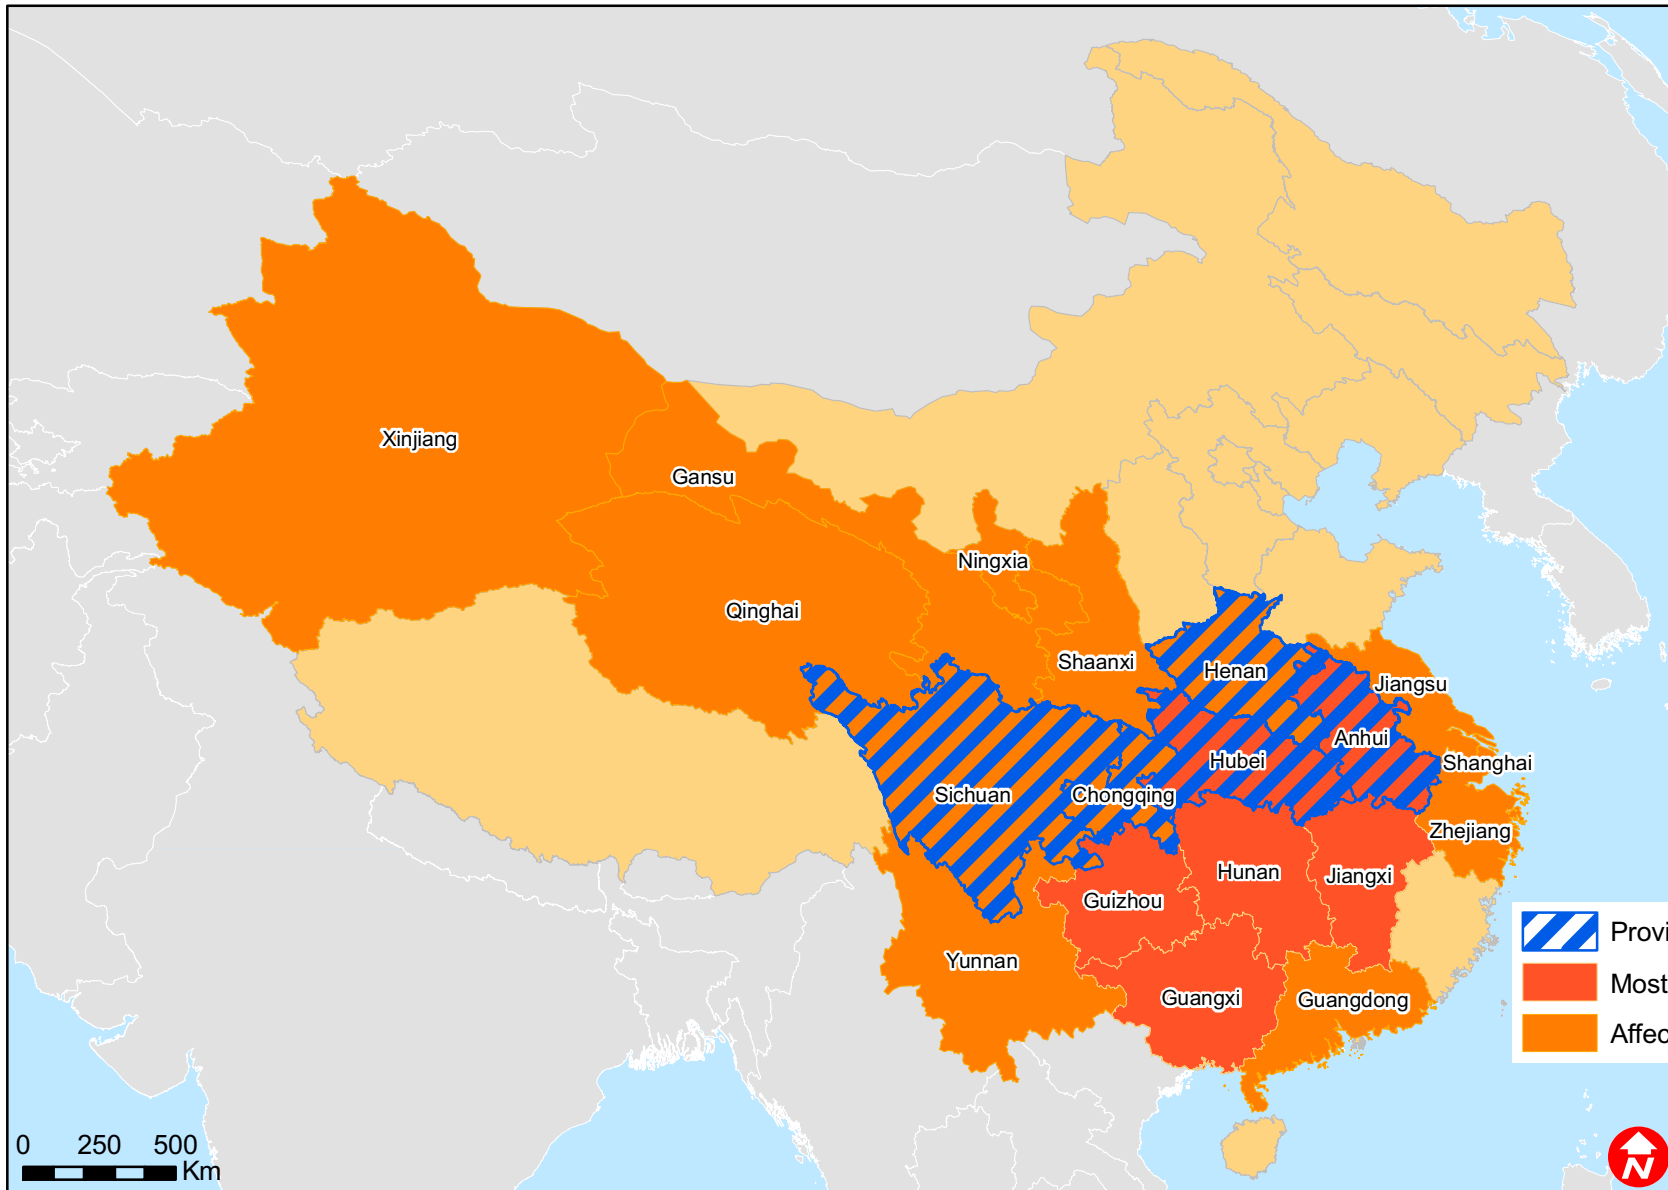 Xinjiang
Gansu
Ningxia
Qinghai
Shaanxi
Henan
Jiangsu
Anhui
Hubei
Shanghai
Sichuan
Chongqing
Zhejiang
Hunan
Jiangxi
Guizhou
Yunnan
Guangxi
Guangdong
Provi
Most
Affec
0 250 500
Km
N